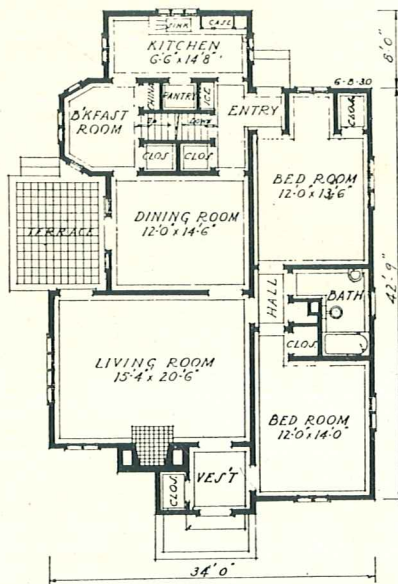 SINK
CASE
KITCHEN
6'-6" x 14'-8"
8'-0"
6-8-30
CHINA
PANTRY
ICE
CLOS.
B'KFAST
ROOM
ENTRY
CLOS
CLOS
BED ROOM
12'-0" x 13'-6"
DINING ROOM
12'-0" x 14'-6"
TERRACE
42'-9"
HALL
BATH
CLOS
LIVING ROOM
15'-4" x 20'-6"
BED ROOM
12'-0" x 14'-0"
CLOS.
VES'T
34'-0"